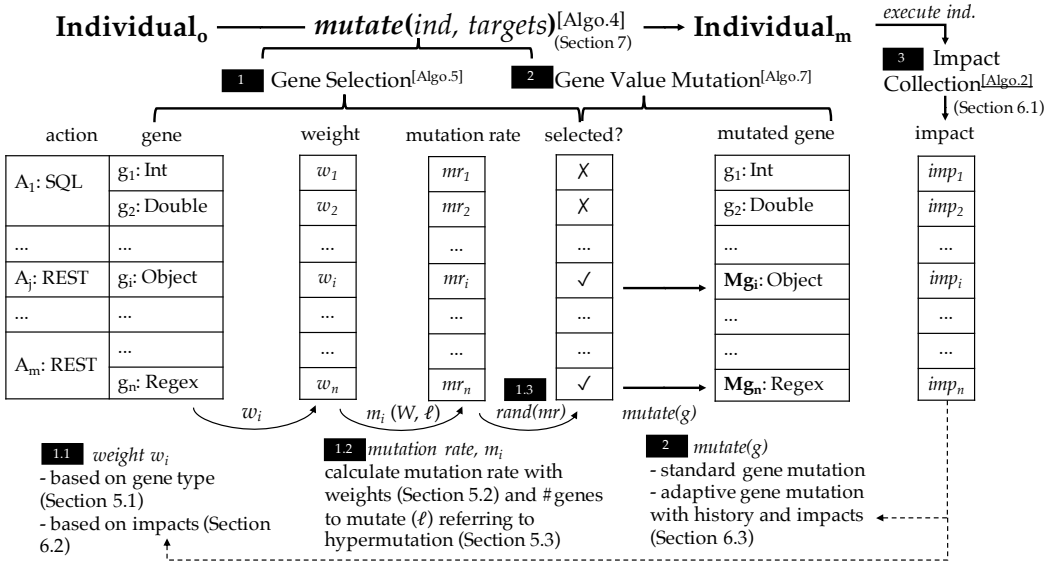 Individualo mutate(ind, targets)[Algo.4] Individualm execute ind.
(Section 7)
1 Gene Selection[Algo.5] 2 Gene Value Mutation[Algo.7]
3 Impact
Collection[Algo.2]
(Section 6.1)
action gene weight mutation rate selected? mutated gene impact
A1: SQL g1: Int w1 mr1 ✗ g1: Int imp1
g2: Double w2 mr2 ✗ g2: Double imp2
... ... ... ... ... ... ...
Aj: REST gi: Object wi mri ✓ Mgi: Object impi
... ... ... ... ... ... ...
Am: REST ... ... ... ... ... ...
gn: Regex wn mrn ✓ Mgn: Regex impn
wi mi (W, ℓ) 1.3 rand(mr) mutate(g)
1.1 weight wi
- based on gene type
(Section 5.1)
- based on impacts (Section
6.2)
1.2 mutation rate, mi
calculate mutation rate with
weights (Section 5.2) and #genes
to mutate (ℓ) referring to
hypermutation (Section 5.3)
2 mutate(g)
- standard gene mutation
- adaptive gene mutation
with history and impacts
(Section 6.3)